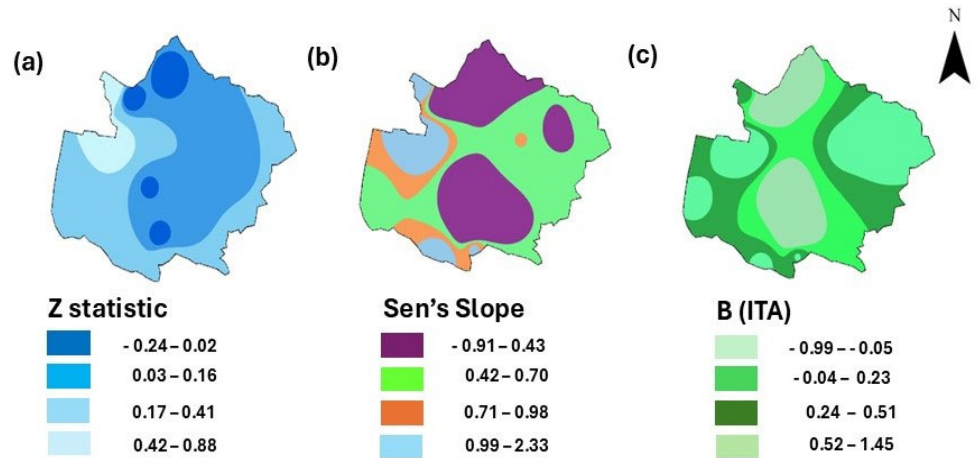 N
(a)
(b)
(c)
Z statistic
- 0.24 – 0.02
0.03 – 0.16
0.17 – 0.41
0.42 – 0.88
Sen's Slope
- 0.91 – 0.43
0.42 – 0.70
0.71 – 0.98
0.99 – 2.33
B (ITA)
- 0.99 – - 0.05
-0.04 – 0.23
0.24 – 0.51
0.52 – 1.45